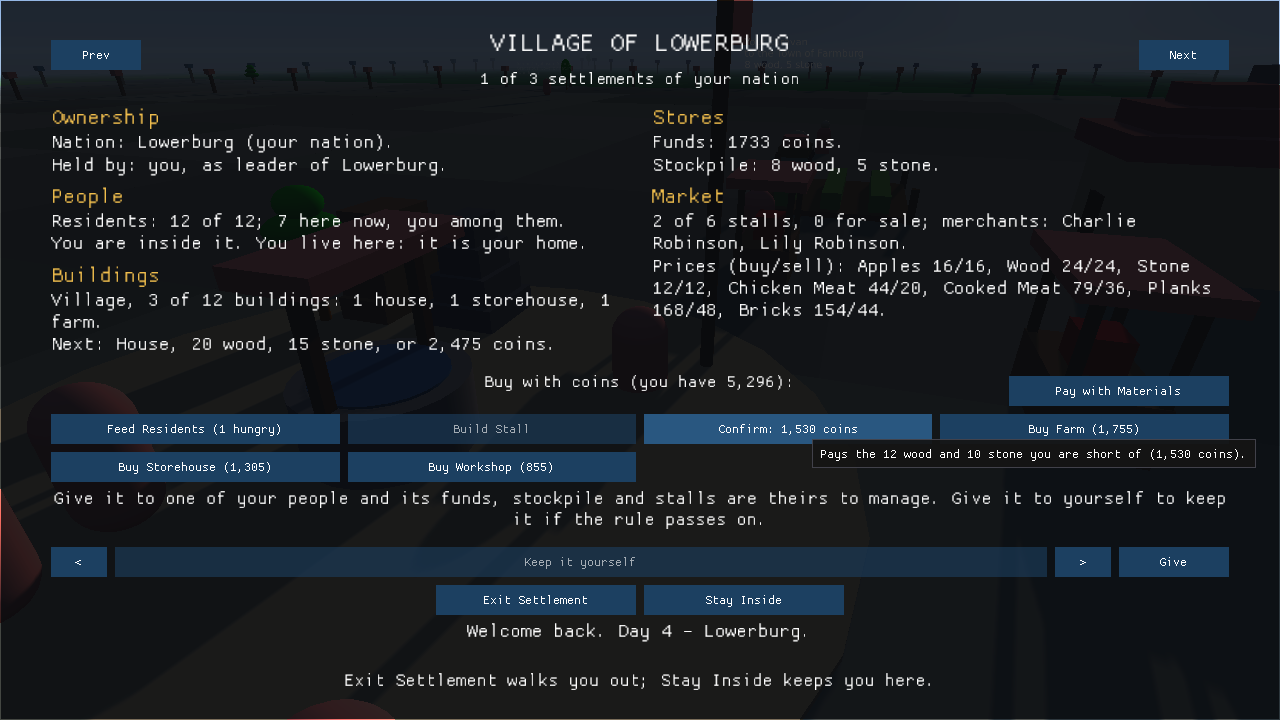 Prev
VILLAGE OF LOWERBURG
Next
1 of 3 settlements of your nation
Ownership
Nation: Lowerburg (your nation).
Held by: you, as leader of Lowerburg.
People
Residents: 12 of 12; 7 here now, you among them.
You are inside it. You live here: it is your home.
Buildings
Village, 3 of 12 buildings: 1 house, 1 storehouse, 1
farm.
Next: House, 20 wood, 15 stone, or 2,475 coins.
Stores
Funds: 1733 coins.
Stockpile: 8 wood, 5 stone.
Market
2 of 6 stalls, 0 for sale; merchants: Charlie
Robinson, Lily Robinson.
Prices (buy/sell): Apples 16/16, Wood 24/24, Stone
12/12, Chicken Meat 44/20, Cooked Meat 79/36, Planks
168/48, Bricks 154/44.
Buy with coins (you have 5,296):
Pay with Materials
Feed Residents (1 hungry)
Build Stall
Confirm: 1,530 coins
Buy Farm (1,755)
Pays the 12 wood and 10 stone you are short of (1,530 coins).
Buy Storehouse (1,305)
Buy Workshop (855)
Give it to one of your people and its funds, stockpile and stalls are theirs to manage. Give it to yourself to keep
it if the rule passes on.
<
Keep it yourself
>
Give
Exit Settlement
Stay Inside
Welcome back. Day 4 - Lowerburg.
Exit Settlement walks you out; Stay Inside keeps you here.